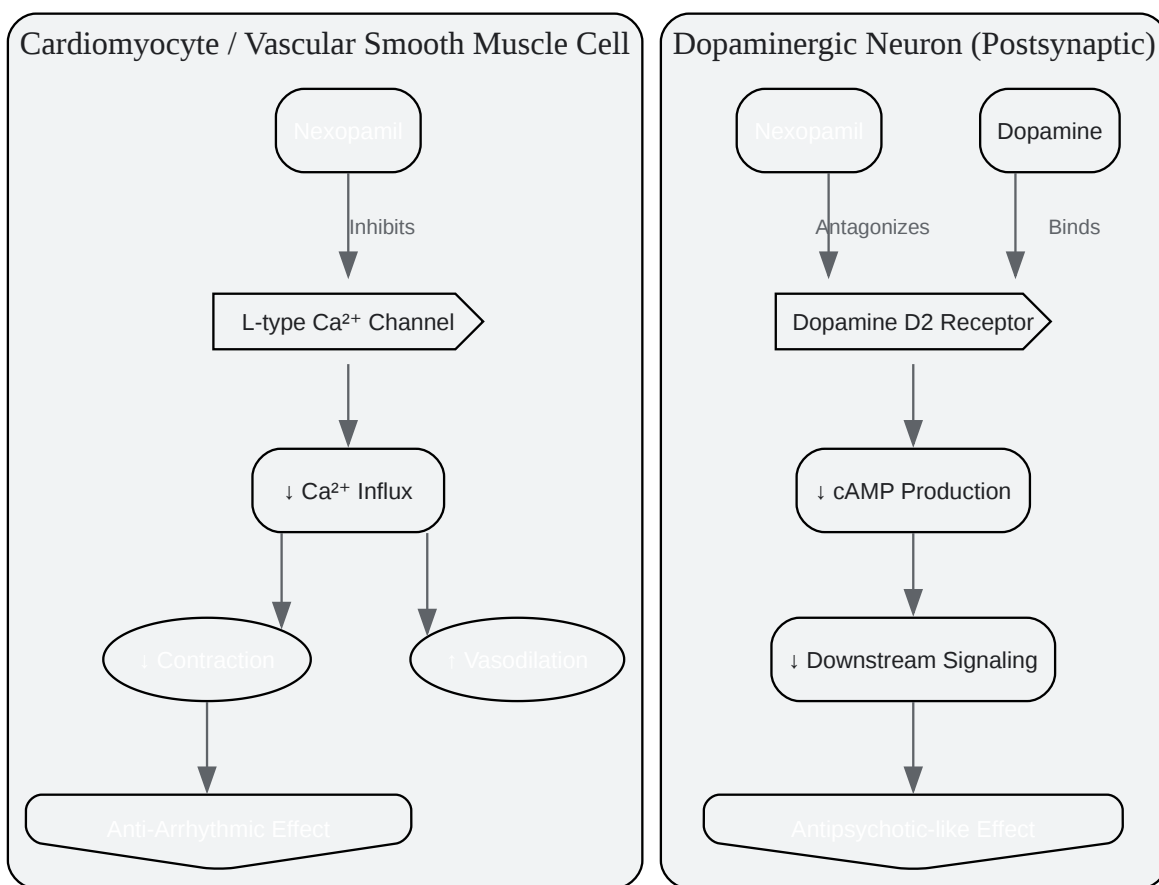 Cardiomyocyte / Vascular Smooth Muscle Cell
Nexopamil
Inhibits
L-type Ca²⁺ Channel
↓ Ca²⁺ Influx
↓ Contraction
↑ Vasodilation
Anti-Arrhythmic Effect
Dopaminergic Neuron (Postsynaptic)
Nexopamil
Dopamine
Antagonizes
Binds
Dopamine D2 Receptor
↓ cAMP Production
↓ Downstream Signaling
Antipsychotic-like Effect